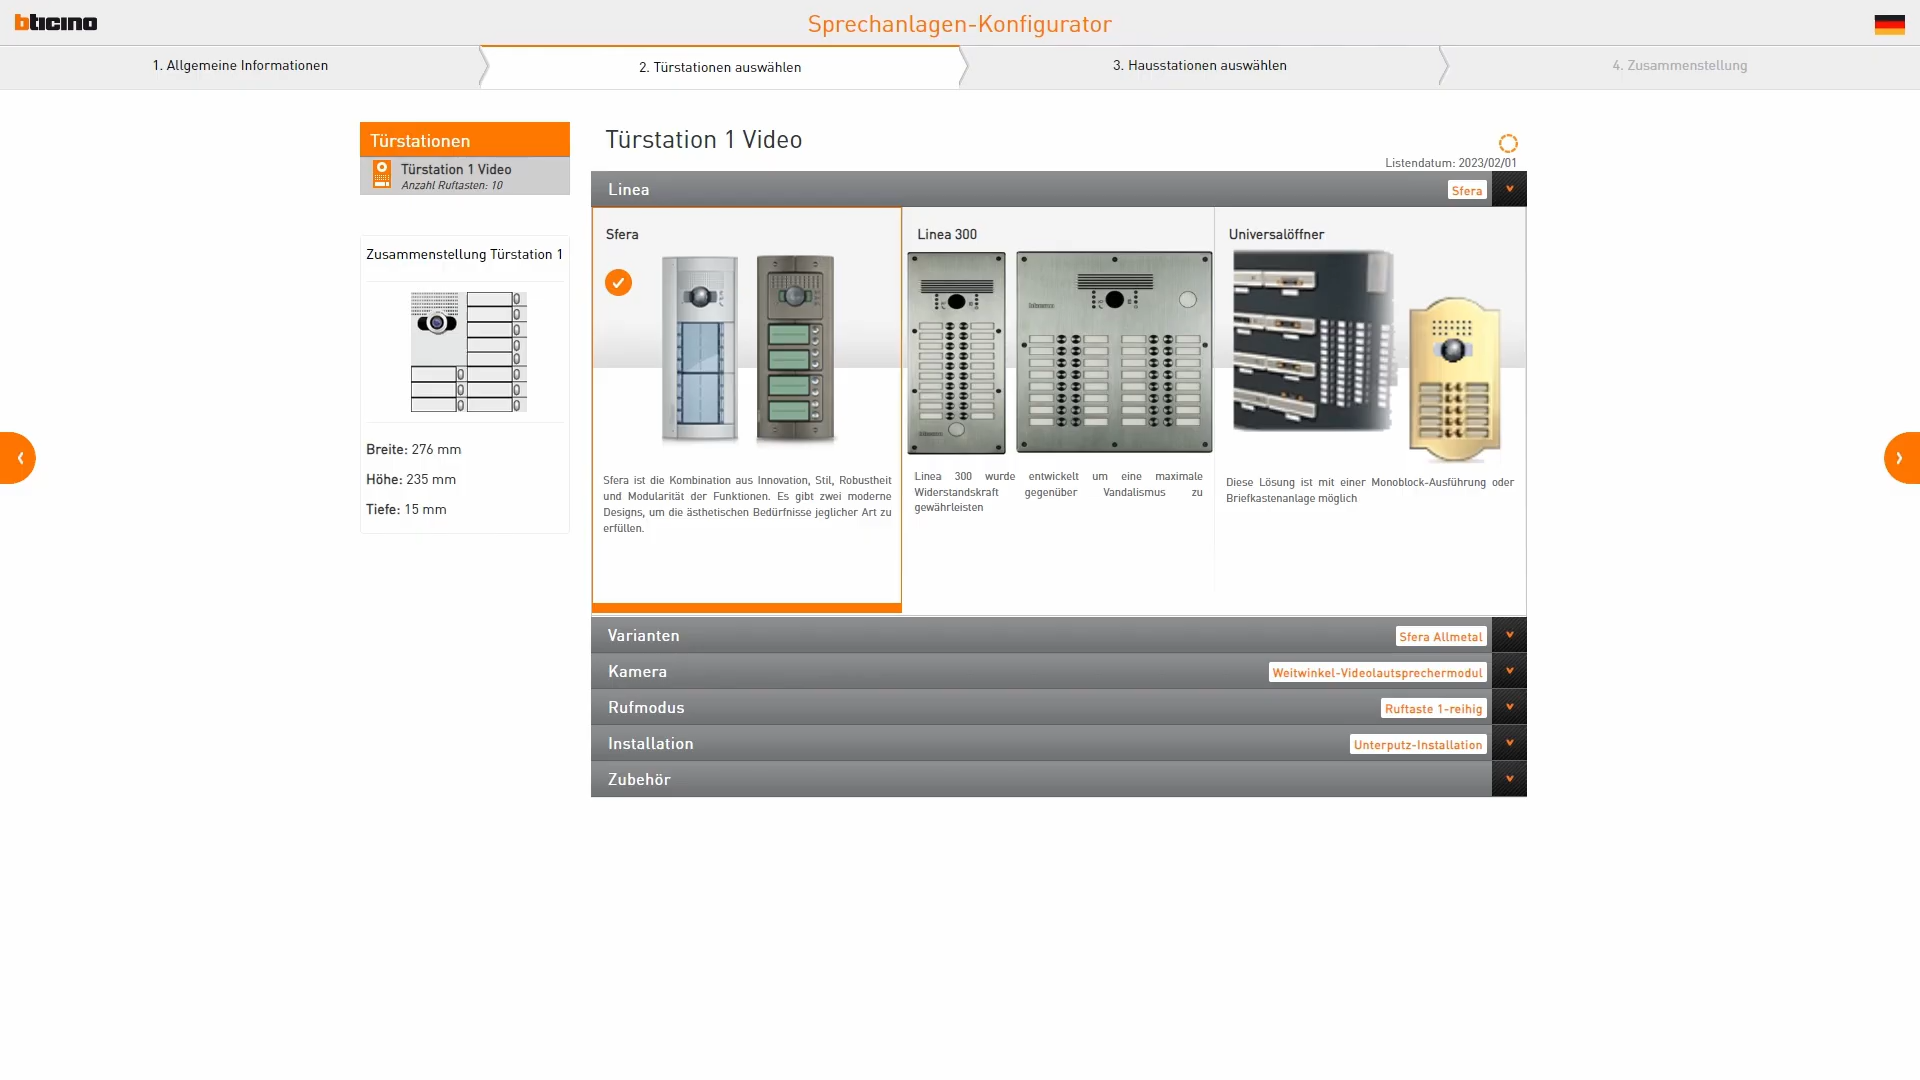 bticino
Sprechanlagen-Konfigurator
1. Allgemeine Informationen
2. Türstationen auswählen
3. Hausstationen auswählen
4. Zusammenstellung
Türstationen
Türstation 1 Video
Anzahl Ruftasten: 10
Zusammenstellung Türstation 1
Breite: 276 mm
Höhe: 235 mm
Tiefe: 15 mm
Türstation 1 Video
Listendatum: 2023/02/01
Linea
Sfera
Sfera
Sfera ist die Kombination aus Innovation, Stil, Robustheit
und Modularität der Funktionen. Es gibt zwei moderne
Designs, um die ästhetischen Bedürfnisse jeglicher Art zu
erfüllen.
Linea 300
Linea 300 wurde entwickelt um eine maximale
Widerstandskraft gegenüber Vandalismus zu
gewährleisten
Universalöffner
Diese Lösung ist mit einer Monoblock-Ausführung oder
Briefkastenanlage möglich
Varianten
Sfera Allmetal
Kamera
Weitwinkel-Videolautsprechermodul
Rufmodus
Ruftaste 1-reihig
Installation
Unterputz-Installation
Zubehör